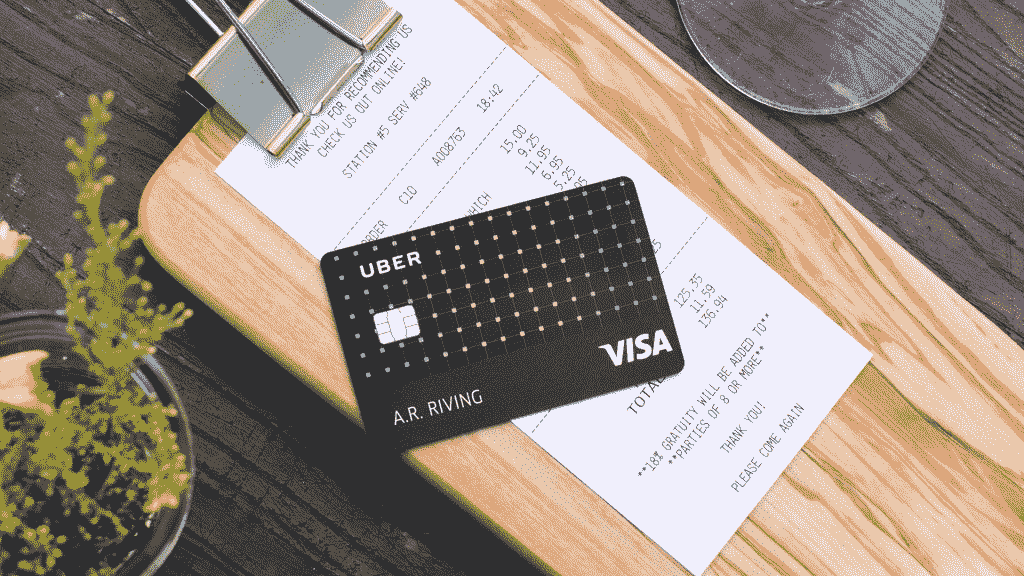 THANK YOU FOR RECOMMENDING US
CHECK US OUT ONLINE!
STATION #5 SERV #648
C10 A008753 18:42
15.00
9.25
11.95
6.95
5.25
UBER
VISA
A.R. RIVING
125.35
11.59
136.94
TOTAL
**18% GRATUITY WILL BE ADDED TO**
**PARTIES OF 8 OR MORE**
THANK YOU!
PLEASE COME AGAIN